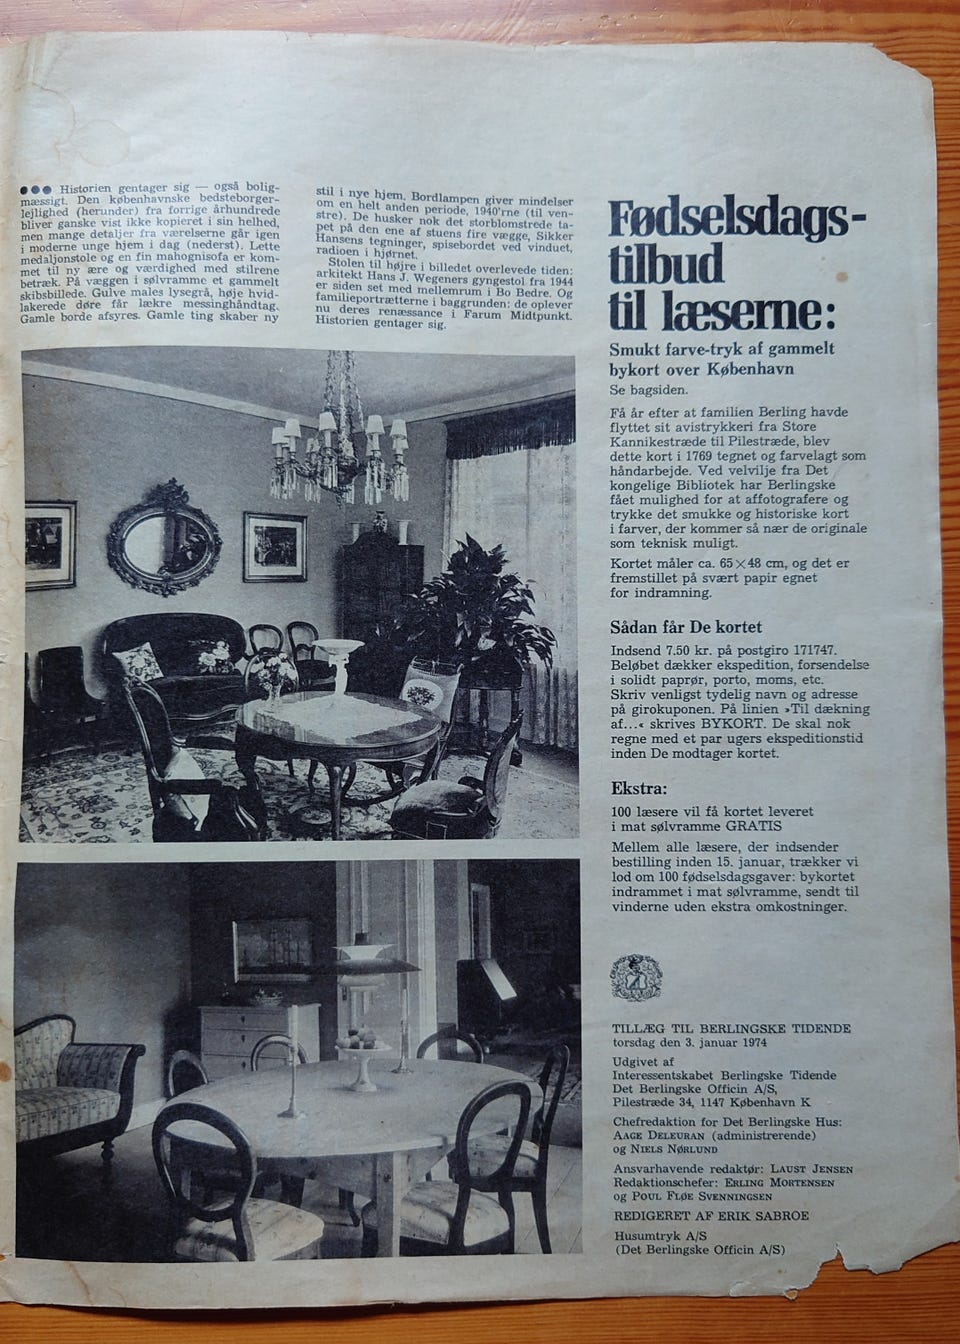 ●●● Historien gentager sig — også bolig-
mæssigt. Den københavnske bedsteborger-
lejlighed (herunder) fra forrige århundrede
bliver ganske vist ikke kopieret i sin helhed,
men mange detaljer fra værelserne går igen
i moderne unge hjem i dag (nederst). Lette
medaljonstole og en fin mahognisofa er kom-
met til ny ære og værdighed med stilrene
betræk. På væggen i sølvramme et gammelt
skibsbillede. Gulve males lysegrå, høje hvid-
lakerede døre får lækre messinghåndtag.
Gamle borde afsyres. Gamle ting skaber ny
stil i nye hjem. Bordlampen giver mindelser
om en helt anden periode, 1940'rne (til ven-
stre). De husker nok det storblomstrede ta-
pet på den ene af stuens fire vægge, Sikker
Hansens tegninger, spisebordet ved vinduet,
radioen i hjørnet.
Stolen til højre i billedet overlevede tiden:
arkitekt Hans J. Wegeners gyngestol fra 1944
er siden set med mellemrum i Bo Bedre. Og
familieportrætterne i baggrunden: de oplever
nu deres renæssance i Farum Midtpunkt.
Historien gentager sig.
Fødselsdags-
tilbud
til læserne:
Smukt farve-tryk af gammelt
bykort over København
Se bagsiden.
Få år efter at familien Berling havde
flyttet sit avistrykkeri fra Store
Kannikestræde til Pilestræde, blev
dette kort i 1769 tegnet og farvelagt som
håndarbejde. Ved velvilje fra Det
kongelige Bibliotek har Berlingske
fået mulighed for at affotografere og
trykke det smukke og historiske kort
i farver, der kommer så nær de originale
som teknisk muligt.
Kortet måler ca. 65×48 cm, og det er
fremstillet på svært papir egnet
for indramning.
Sådan får De kortet
Indsend 7.50 kr. på postgiro 171747.
Beløbet dækker ekspedition, forsendelse
i solidt paprør, porto, moms, etc.
Skriv venligst tydelig navn og adresse
på girokuponen. På linien »Til dækning
af...« skrives BYKORT. De skal nok
regne med et par ugers ekspeditionstid
inden De modtager kortet.
Ekstra:
100 læsere vil få kortet leveret
i mat sølvramme GRATIS
Mellem alle læsere, der indsender
bestilling inden 15. januar, trækker vi
lod om 100 fødselsdagsgaver: bykortet
indrammet i mat sølvramme, sendt til
vinderne uden ekstra omkostninger.
TILLÆG TIL BERLINGSKE TIDENDE
torsdag den 3. januar 1974
Udgivet af
Interessentskabet Berlingske Tidende
Det Berlingske Officin A/S,
Pilestræde 34, 1147 København K
Chefredaktion for Det Berlingske Hus:
AAGE DELEURAN (administrerende)
og NIELS NØRLUND
Ansvarhavende redaktør: LAUST JENSEN
Redaktionschefer: ERLING MORTENSEN
og POUL FLØE SVENNINGSEN
REDIGERET AF ERIK SABROE
Husumtryk A/S
(Det Berlingske Officin A/S)